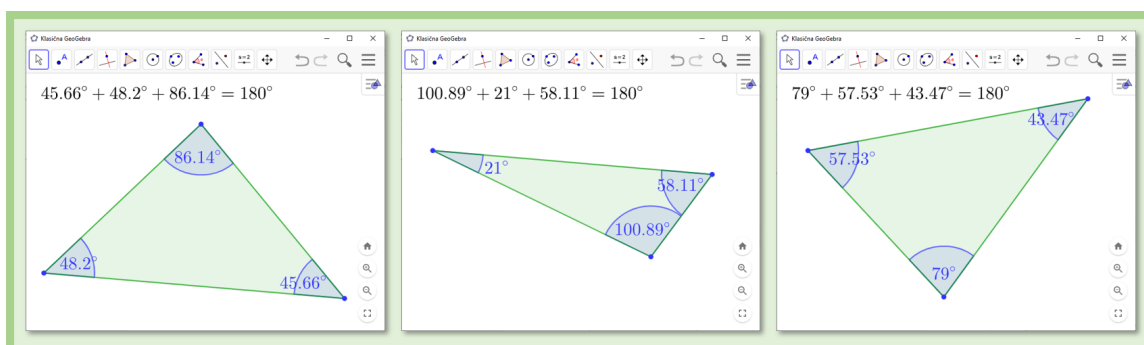 Klasična GeoGebra
45.66° + 48.2° + 86.14° = 180°
86.14°
48.2°
45.66°
Klasična GeoGebra
100.89° + 21° + 58.11° = 180°
21°
58.11°
100.89°
Klasična GeoGebra
79° + 57.53° + 43.47° = 180°
43.47°
57.53°
79°